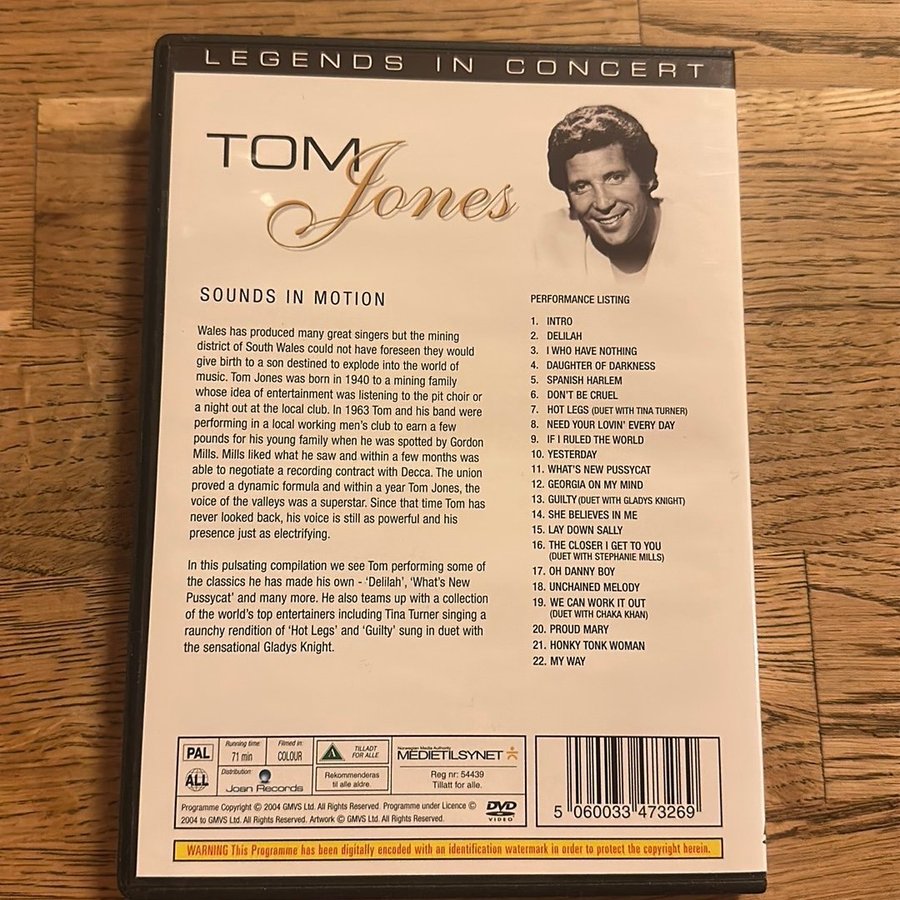 LEGENDS IN CONCERT
TOM Jones
SOUNDS IN MOTION
Wales has produced many great singers but the mining
district of South Wales could not have foreseen they would
give birth to a son destined to explode into the world of
music. Tom Jones was born in 1940 to a mining family
whose idea of entertainment was listening to the pit choir or
a night out at the local club. In 1963 Tom and his band were
performing in a local working men's club to earn a few
pounds for his young family when he was spotted by Gordon
Mills. Mills liked what he saw and within a few months was
able to negotiate a recording contract with Decca. The union
proved a dynamic formula and within a year Tom Jones, the
voice of the valleys was a superstar. Since that time Tom has
never looked back, his voice is still as powerful and his
presence just as electrifying.
In this pulsating compilation we see Tom performing some of
the classics he has made his own - 'Delilah', 'What's New
Pussycat' and many more. He also teams up with a collection
of the world's top entertainers including Tina Turner singing a
raunchy rendition of 'Hot Legs' and 'Guilty' sung in duet with
the sensational Gladys Knight.
PERFORMANCE LISTING
1. INTRO
2. DELILAH
3. I WHO HAVE NOTHING
4. DAUGHTER OF DARKNESS
5. SPANISH HARLEM
6. DON'T BE CRUEL
7. HOT LEGS (DUET WITH TINA TURNER)
8. NEED YOUR LOVIN' EVERY DAY
9. IF I RULED THE WORLD
10. YESTERDAY
11. WHAT'S NEW PUSSYCAT
12. GEORGIA ON MY MIND
13. GUILTY (DUET WITH GLADYS KNIGHT)
14. SHE BELIEVES IN ME
15. LAY DOWN SALLY
16. THE CLOSER I GET TO YOU
(DUET WITH STEPHANIE MILLS)
17. OH DANNY BOY
18. UNCHAINED MELODY
19. WE CAN WORK IT OUT
(DUET WITH CHAKA KHAN)
20. PROUD MARY
21. HONKY TONK WOMAN
22. MY WAY
PAL
Running time:
71 min
Filmed in:
COLOUR
TILLADT
FOR ALLE
Norwegian Media Authority
MEDIETILSYNET
ALL
Distribution:
Joan Records
Rekommenderas
til alle aldre.
Reg nr: 54439
Tillatt for alle.
Programme Copyright © 2004 GMVS Ltd. All Rights Reserved. Programme under Licence ©
2004 to GMVS Ltd. All Rights Reserved. Artwork © GMVS Ltd. All Rights Reserved.
DVD
VIDEO
5 060033 473269
WARNING This Programme has been digitally encoded with an identification watermark in order to protect the copyright herein.